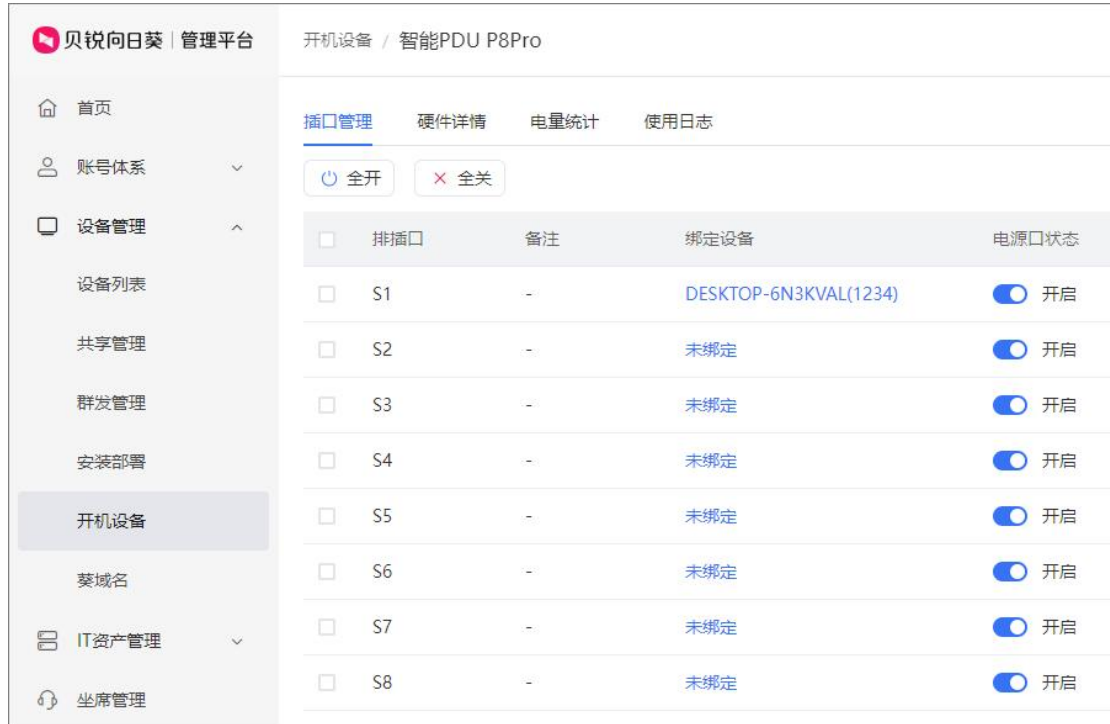 贝锐向日葵 | 管理平台
开机设备 / 智能PDU P8Pro
首页
账号体系
设备管理
设备列表
共享管理
群发管理
安装部署
开机设备
葵域名
IT资产管理
坐席管理
插口管理 硬件详情 电量统计 使用日志
全开 全关
排插口 备注 绑定设备 电源口状态
S1 - DESKTOP-6N3KVAL(1234) 开启
S2 - 未绑定 开启
S3 - 未绑定 开启
S4 - 未绑定 开启
S5 - 未绑定 开启
S6 - 未绑定 开启
S7 - 未绑定 开启
S8 - 未绑定 开启